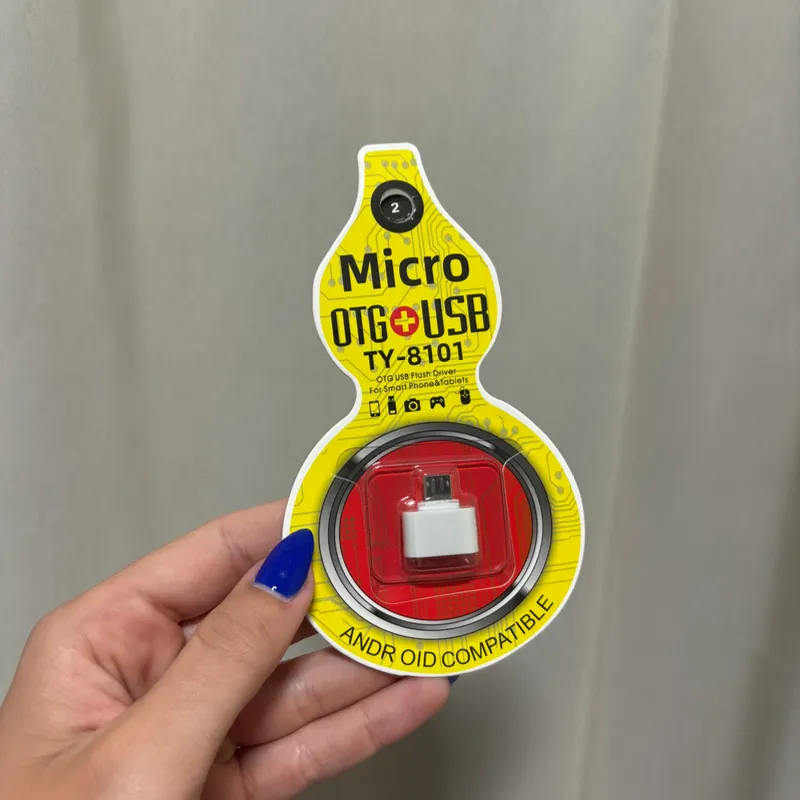 2
Micro
OTG+USB
TY-8101
OTG USB Flush Driver
For Smart Phone&Tablets
ANDR OID COMPATIBLE